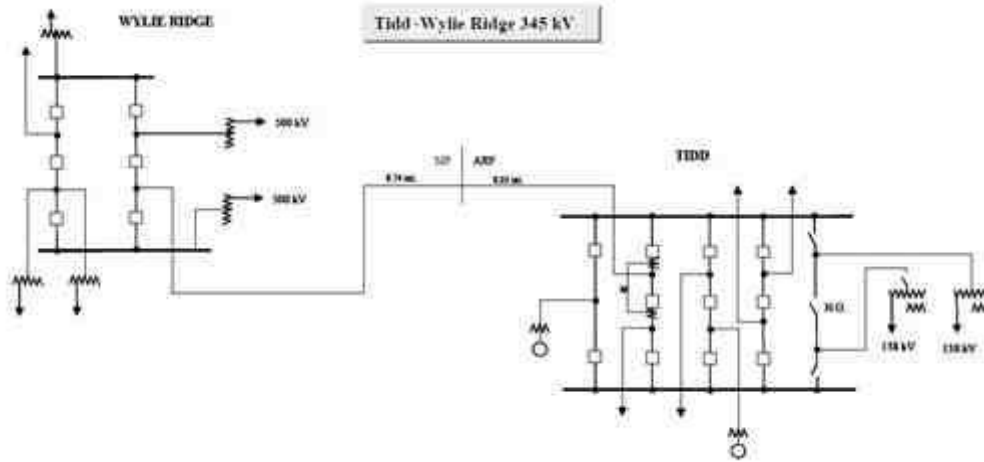 WYLIE RIDGE
Tidd-Wylie Ridge 345 kV
500 kV
500 kV
TIDD
N.O.
138 kV
138 kV